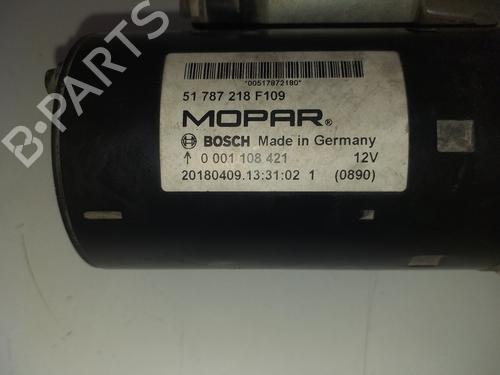 *00517872180*
51 787 218 F109
MOPAR®
BOSCH Made in Germany
↑ 0 001 108 421 12V
20180409.13:31:02 1 (0890)
B-PARTS